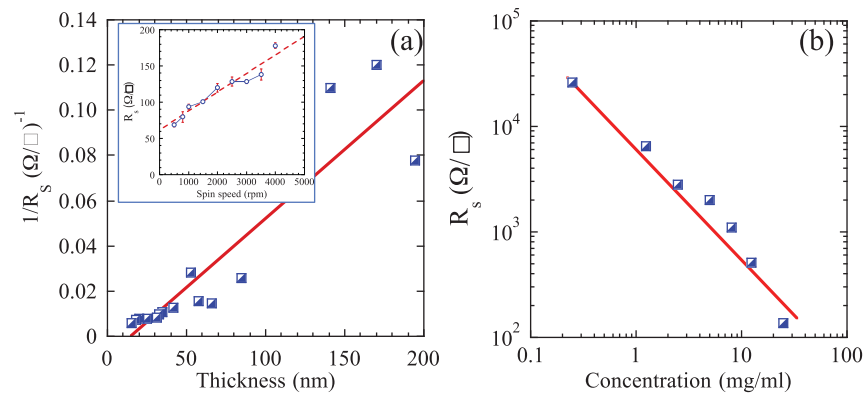 (a)
0.12
0.10
0.08
0.06
0.04
0.02
0
1/R_S (Ω/□)^-1
0 50 100 150 200
Thickness (nm)
200
150
100
50
0
R_s (Ω/□)
0 1000 2000 3000 4000 5000
Spin speed (rpm)
(b)
10^5
10^4
10^3
10^2
R_s (Ω/□)
0.1 1 10 100
Concentration (mg/ml)